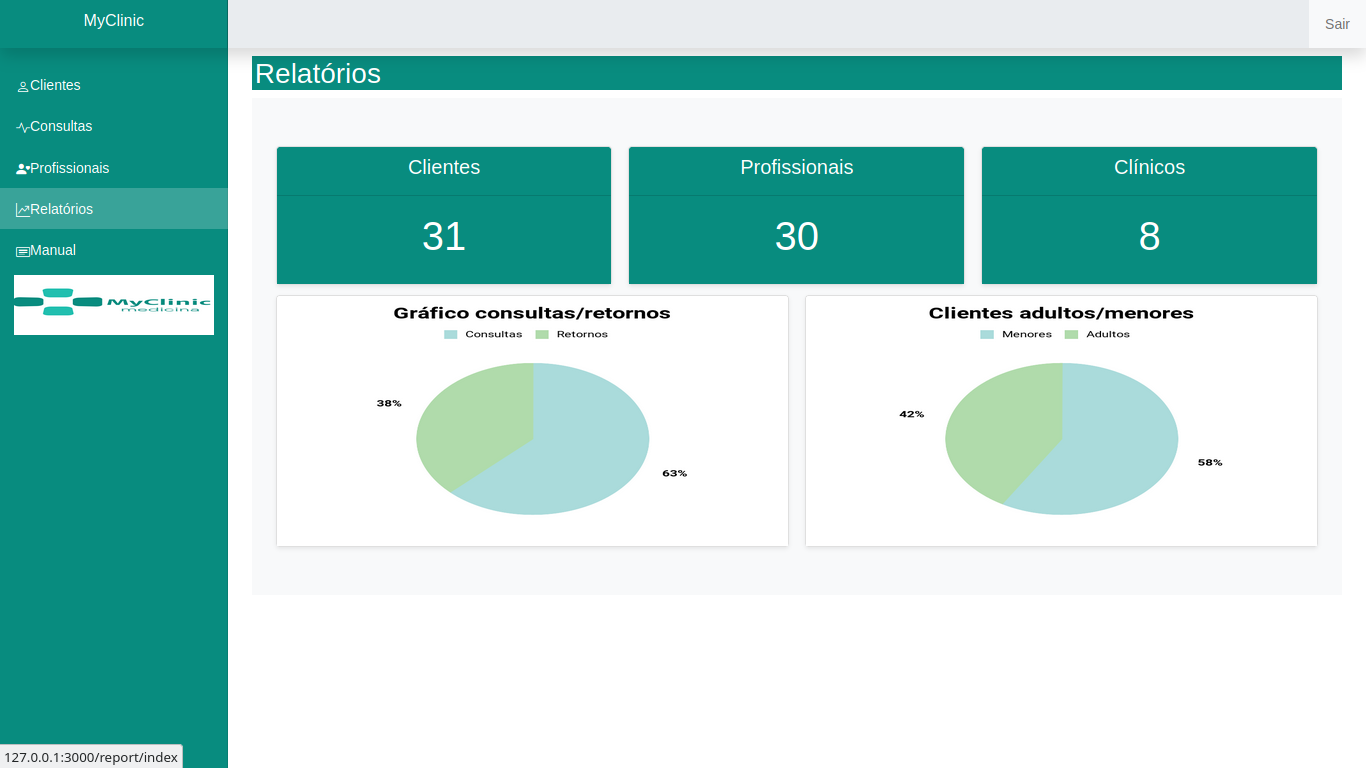 MyClinic
Sair
Clientes
Consultas
Profissionais
Relatórios
Manual
MyClinic
medicina
Relatórios
Clientes
31
Profissionais
30
Clínicos
8
Gráfico consultas/retornos
Consultas Retornos
38%
63%
Clientes adultos/menores
Menores Adultos
42%
58%
127.0.0.1:3000/report/index